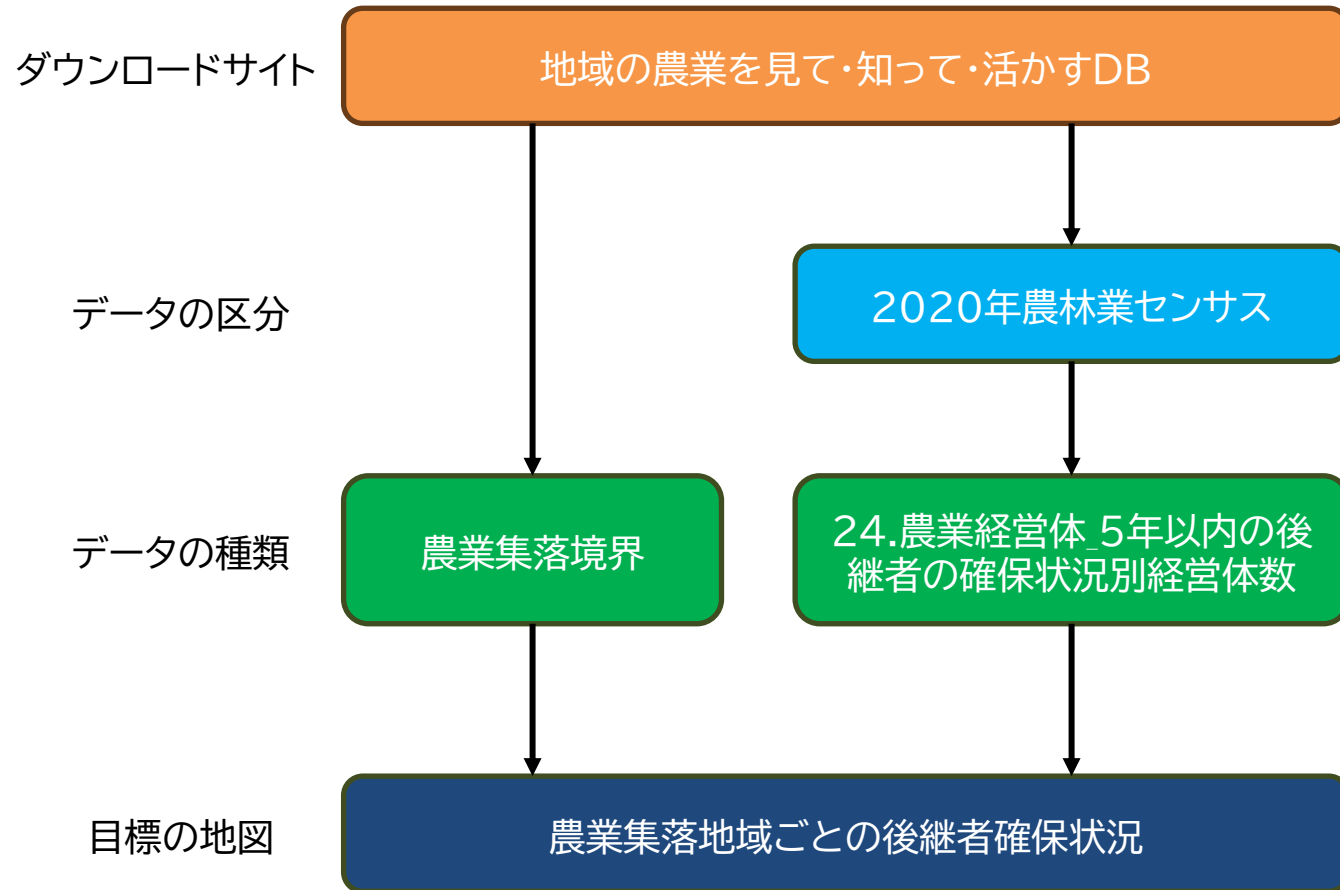 ダウンロードサイト
地域の農業を見て・知って・活かすDB
データの区分
2020年農林業センサス
データの種類
農業集落境界
24.農業経営体_5年以内の後
継者の確保状況別経営体数
目標の地図
農業集落地域ごとの後継者確保状況